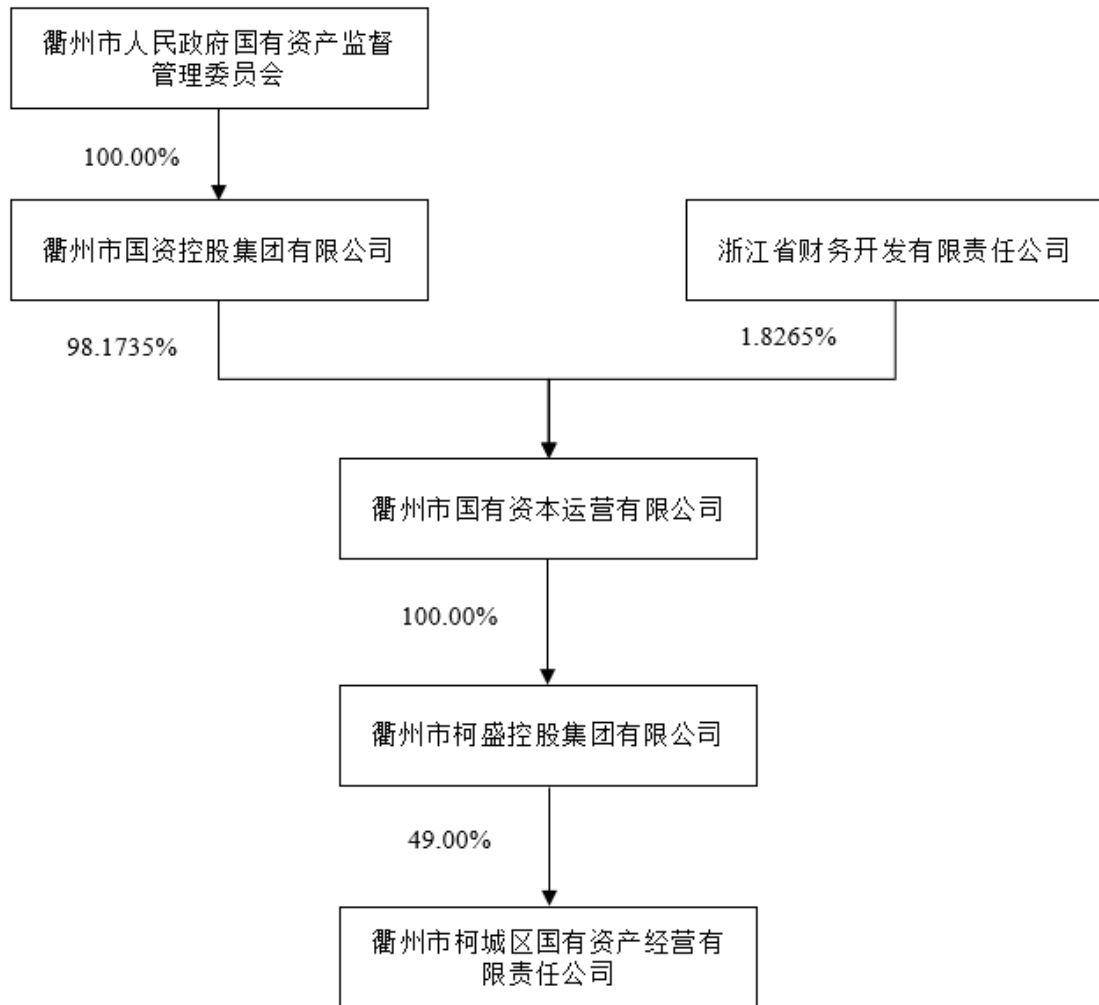 衢州市人民政府国有资产监督
管理委员会
100.00%
衢州市国资控股集团有限公司
浙江省财务开发有限责任公司
98.1735%
1.8265%
衢州市国有资本运营有限公司
100.00%
衢州市柯盛控股集团有限公司
49.00%
衢州市柯城区国有资产经营有
限责任公司